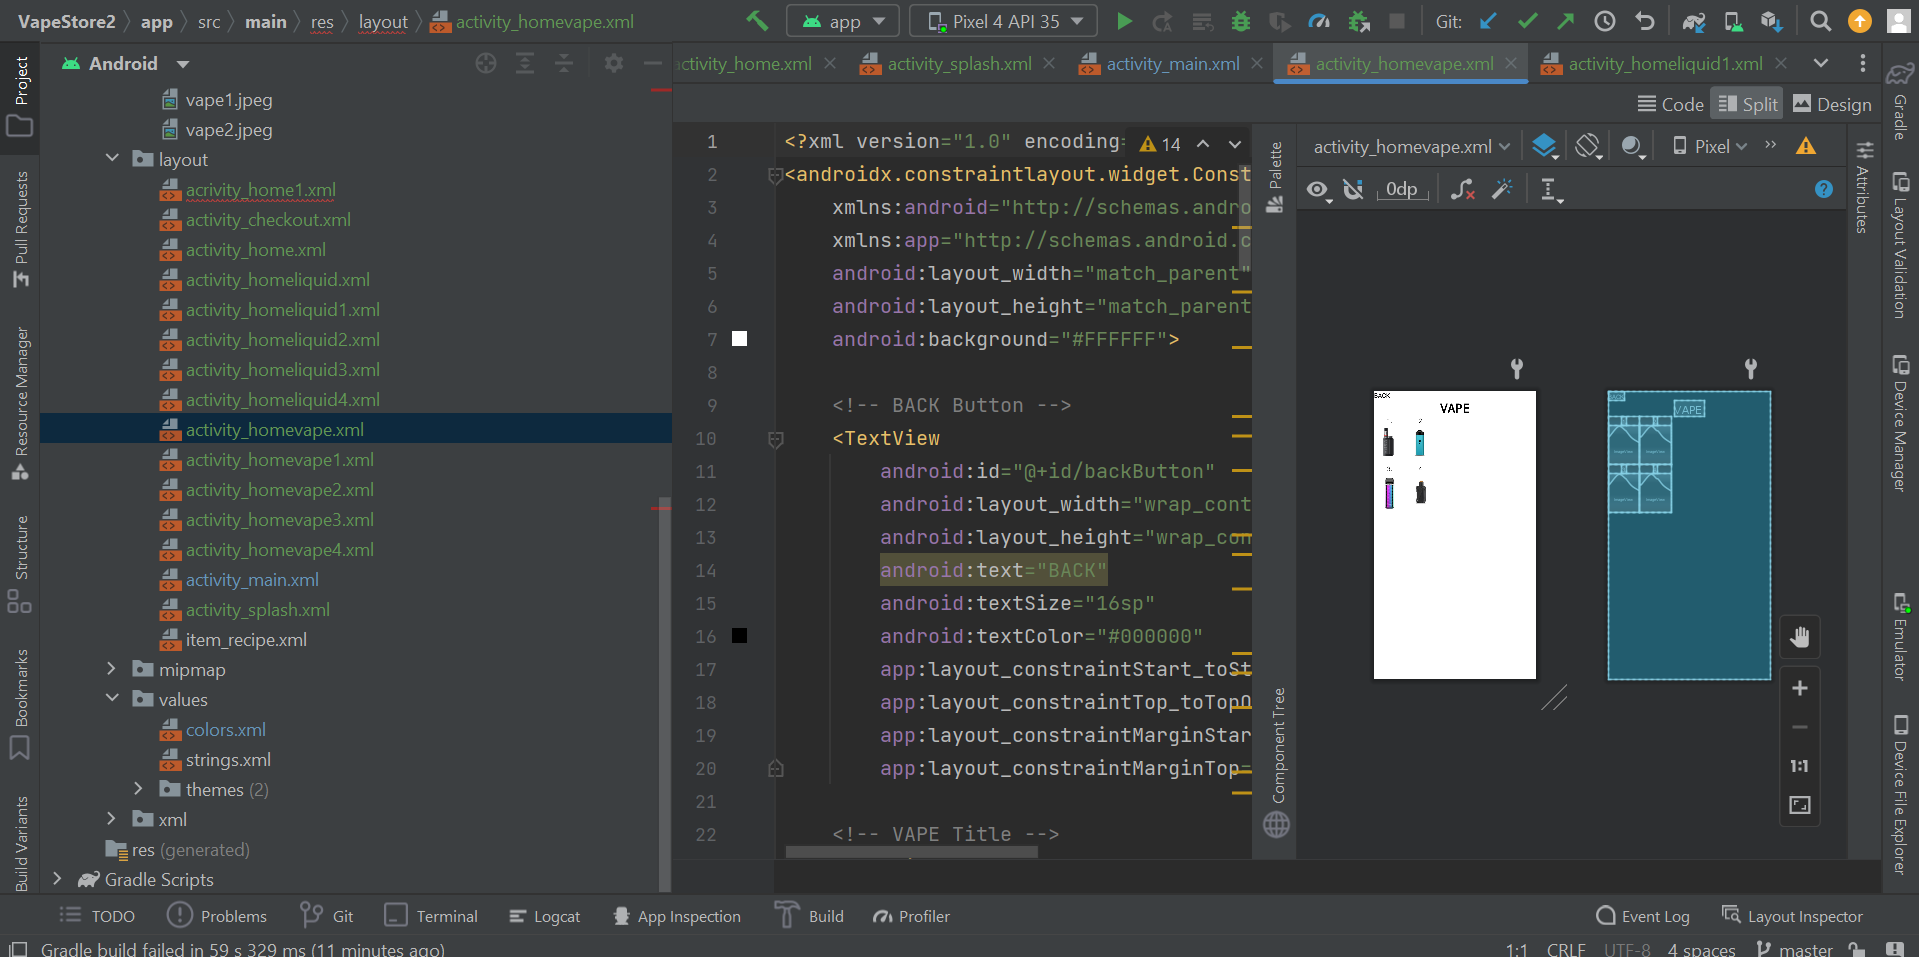 VapeStore2 〉 app 〉 src 〉 main 〉 res 〉 layout 〉 activity_homevape.xml
app
Pixel 4 API 35
Git:
Project
Pull Requests
Resource Manager
Structure
Bookmarks
Build Variants
Android
vape1.jpeg
vape2.jpeg
layout
acrivity_home1.xml
activity_checkout.xml
activity_home.xml
activity_homeliquid.xml
activity_homeliquid1.xml
activity_homeliquid2.xml
activity_homeliquid3.xml
activity_homeliquid4.xml
activity_homevape.xml
activity_homevape1.xml
activity_homevape2.xml
activity_homevape3.xml
activity_homevape4.xml
activity_main.xml
activity_splash.xml
item_recipe.xml
mipmap
values
colors.xml
strings.xml
themes (2)
xml
res (generated)
Gradle Scripts
ctivity_home.xml
activity_splash.xml
activity_main.xml
activity_homevape.xml
activity_homeliquid1.xml
Code
Split
Design
14
1 <?xml version="1.0" encoding=
2 <androidx.constraintlayout.widget.Const
3 xmlns:android="http://schemas.andro
4 xmlns:app="http://schemas.android.c
5 android:layout_width="match_parent"
6 android:layout_height="match_parent
7 android:background="#FFFFFF">
8
9 <!-- BACK Button -->
10 <TextView
11 android:id="@+id/backButton"
12 android:layout_width="wrap_cont
13 android:layout_height="wrap_con
14 android:text="BACK"
15 android:textSize="16sp"
16 android:textColor="#000000"
17 app:layout_constraintStart_toSt
18 app:layout_constraintTop_toTopO
19 app:layout_constraintMarginStar
20 app:layout_constraintMarginTop=
21
22 <!-- VAPE Title -->
Palette
Component Tree
activity_homevape.xml
Pixel
0dp
BACK
VAPE
VAPE
1:1
Attributes
Gradle
Layout Validation
Device Manager
Emulator
Device File Explorer
TODO
Problems
Git
Terminal
Logcat
App Inspection
Build
Profiler
Event Log
Layout Inspector
Gradle build failed in 59 s 329 ms (11 minutes ago)
1:1
CRLF
UTF-8
4 spaces
master